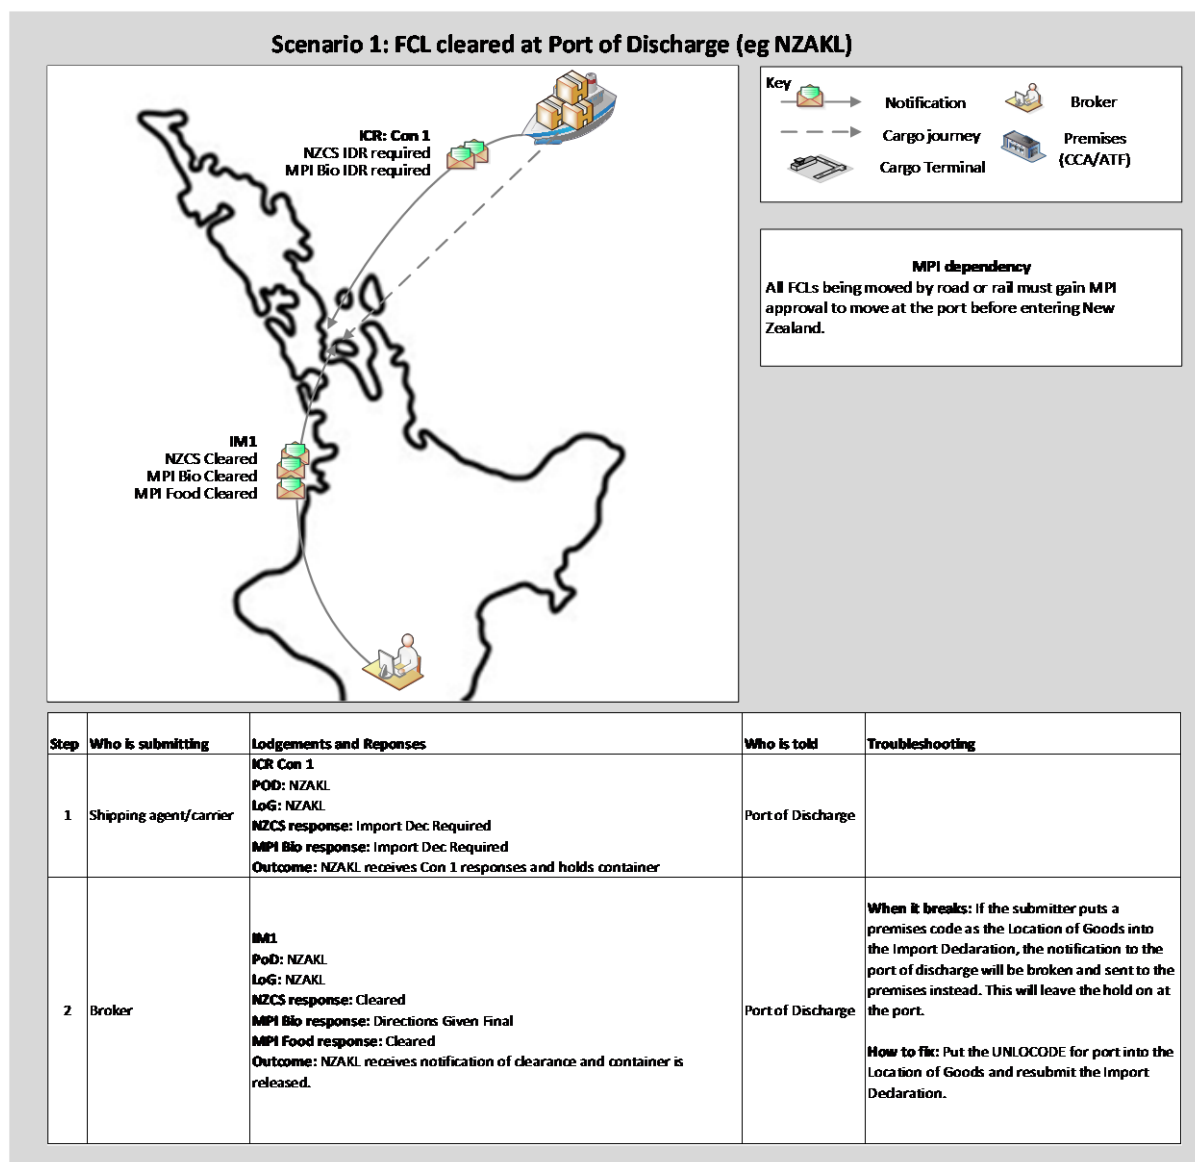 Scenario 1: FCL cleared at Port of Discharge (eg NZAKL)
ICR: Con 1
NZCS IDR required
MPI Bio IDR required
IM1
NZCS Cleared
MPI Bio Cleared
MPI Food Cleared
Key
Notification
Cargo journey
Cargo Terminal
Broker
Premises
(CCA/ATF)
MPI dependency
All FCLs being moved by road or rail must gain MPI
approval to move at the port before entering New
Zealand.
Step Who is submitting Lodgements and Reponses Who is told Troubleshooting
1 Shipping agent/carrier
ICR Con 1
POD: NZAKL
LoG: NZAKL
NZCS response: Import Dec Required
MPI Bio response: Import Dec Required
Outcome: NZAKL receives Con 1 responses and holds container
Port of Discharge
2 Broker
IM1
PoD: NZAKL
LoG: NZAKL
NZCS response: Cleared
MPI Bio response: Directions Given Final
MPI Food response: Cleared
Outcome: NZAKL receives notification of clearance and container is
released.
Port of Discharge
When it breaks: If the submitter puts a
premises code as the Location of Goods into
the Import Declaration, the notification to the
port of discharge will be broken and sent to the
premises instead. This will leave the hold on at
the port.
How to fix: Put the UNLOCODE for port into the
Location of Goods and resubmit the Import
Declaration.